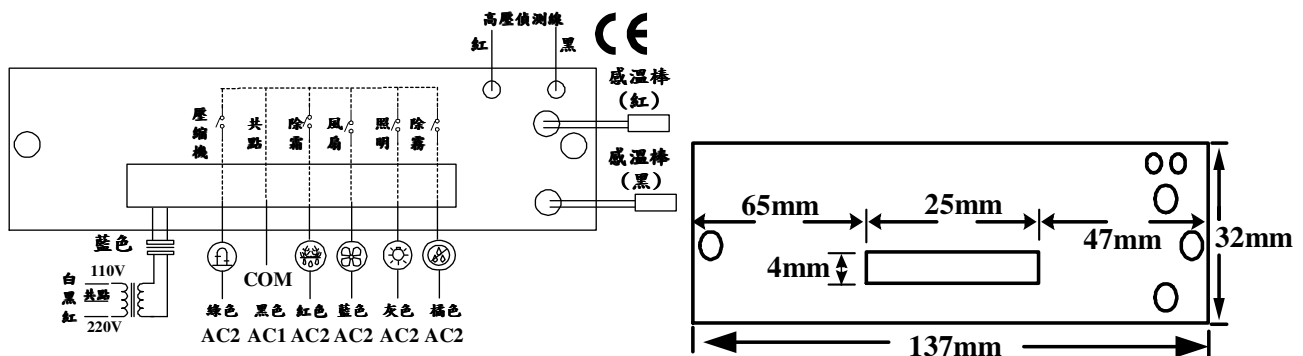 高壓偵測線
紅
黑
CE
感溫棒
(紅)
壓縮機
共點
除霜
風扇
照明
除霧
感溫棒
(黑)
藍色
白
110V
黑
共點
紅
220V
COM
綠色
黑色
紅色
藍色
灰色
橘色
AC2
AC1
AC2
AC2
AC2
AC2
65mm
25mm
47mm
32mm
4mm
137mm